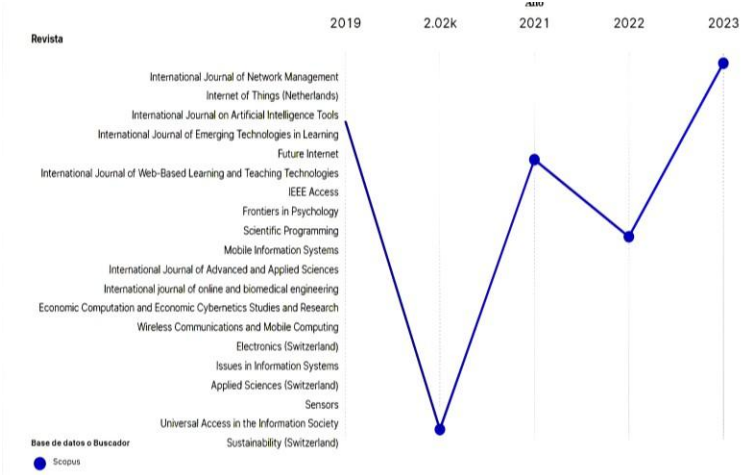 Año
2019 2.02k 2021 2022 2023
Revista
International Journal of Network Management
Internet of Things (Netherlands)
International Journal on Artificial Intelligence Tools
International Journal of Emerging Technologies in Learning
Future Internet
International Journal of Web-Based Learning and Teaching Technologies
IEEE Access
Frontiers in Psychology
Scientific Programming
Mobile Information Systems
International Journal of Advanced and Applied Sciences
International journal of online and biomedical engineering
Economic Computation and Economic Cybernetics Studies and Research
Wireless Communications and Mobile Computing
Electronics (Switzerland)
Issues in Information Systems
Applied Sciences (Switzerland)
Sensors
Universal Access in the Information Society
Sustainability (Switzerland)
Base de datos o Buscador
Scopus